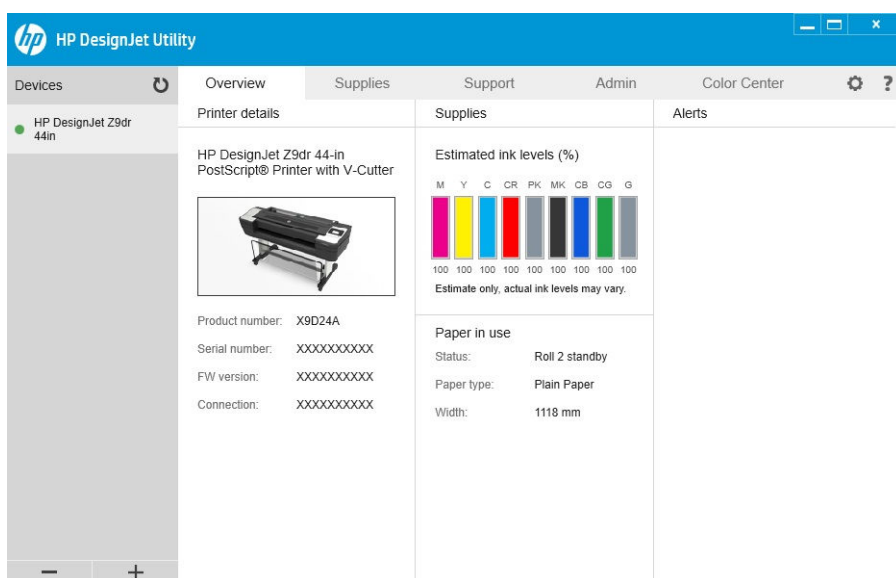 hp HP DesignJet Utility
Devices
HP DesignJet Z9dr
44in
Overview Supplies Support Admin Color Center ?
Printer details
HP DesignJet Z9dr 44-in
PostScript® Printer with V-Cutter
Product number: X9D24A
Serial number: XXXXXXXXXX
FW version: XXXXXXXXXX
Connection: XXXXXXXXXX
Supplies
Estimated ink levels (%)
M Y C CR PK MK CB CG G
100 100 100 100 100 100 100 100 100
Estimate only, actual ink levels may vary.
Paper in use
Status: Roll 2 standby
Paper type: Plain Paper
Width: 1118 mm
Alerts